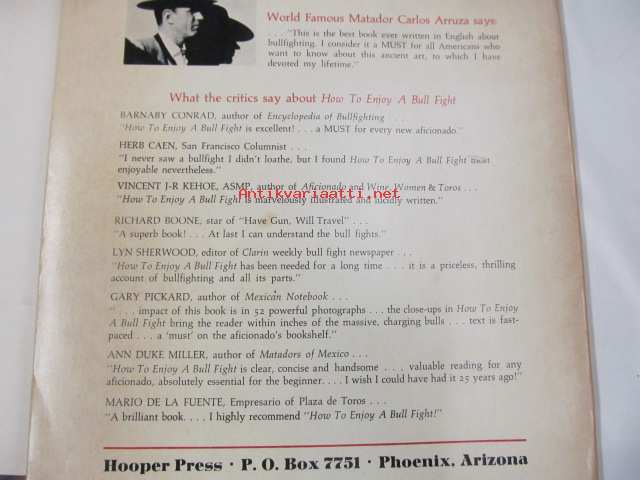 World Famous Matador Carlos Arruza says:
. . . "This is the best book ever written in English about
bullfighting. I consider it a MUST for all Americans who
want to know about this ancient art, to which I have
devoted my lifetime."
What the critics say about How To Enjoy A Bull Fight
BARNABY CONRAD, author of Encyclopedia of Bullfighting . . .
"How To Enjoy A Bull Fight is excellent! . . . a MUST for every new aficionado."
HERB CAEN, San Francisco Columnist . . .
"I never saw a bullfight I didn't loathe, but I found How To Enjoy A Bull Fight most
enjoyable nevertheless."
VINCENT J-R KEHOE, ASMP, author of Aficionado and Wine, Women & Toros . . .
Antikvariaatti.net
"How To Enjoy A Bull Fight is marvelously illustrated and lucidly written."
RICHARD BOONE, star of "Have Gun, Will Travel" . . .
"A superb book! . . . At last I can understand the bull fights."
LYN SHERWOOD, editor of Clarin weekly bull fight newspaper . . .
"How To Enjoy A Bull Fight has been needed for a long time . . . it is a priceless, thrilling
account of bullfighting and all its parts."
GARY PICKARD, author of Mexican Notebook . . .
" . . . impact of this book is in 52 powerful photographs . . . the close-ups in How To Enjoy
A Bull Fight bring the reader within inches of the massive, charging bulls . . . text is fast-
paced . . . a 'must' on the aficionado's bookshelf."
ANN DUKE MILLER, author of Matadors of Mexico . . .
"How To Enjoy A Bull Fight is clear, concise and handsome . . . valuable reading for any
aficionado, absolutely essential for the beginner. . . . I wish I could have had it 25 years ago!"
MARIO DE LA FUENTE, Empresario of Plaza de Toros . . .
"A brilliant book. . . . I highly recommend "How To Enjoy A Bull Fight!"
Hooper Press · P. O. Box 7751 · Phoenix, Arizona